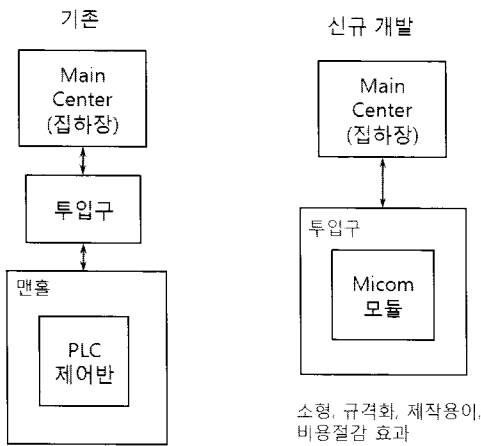 기존
Main
Center
(집하장)
투입구
맨홀
PLC
제어반
신규 개발
Main
Center
(집하장)
투입구
Micom
모듈
소형, 규격화, 제작용이,
비용절감 효과